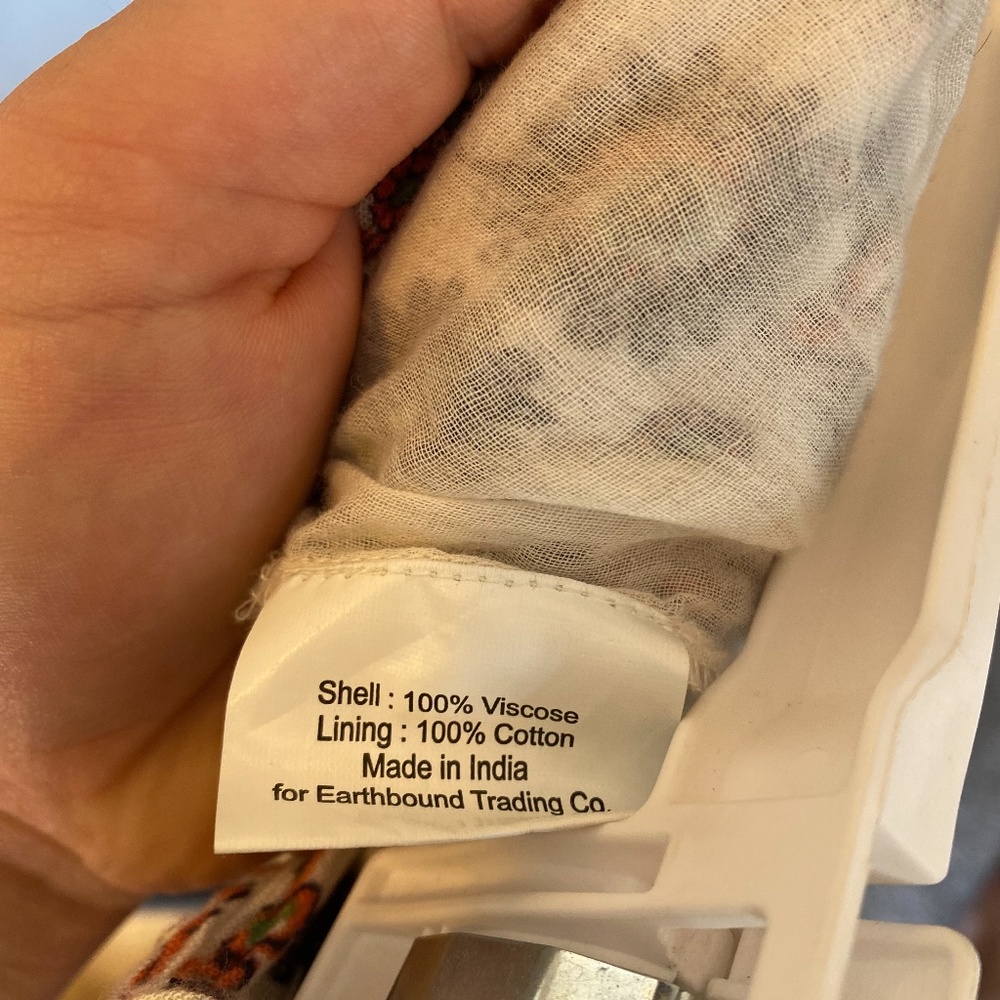 Shell : 100% Viscose
Lining : 100% Cotton
Made in India
for Earthbound Trading Co.